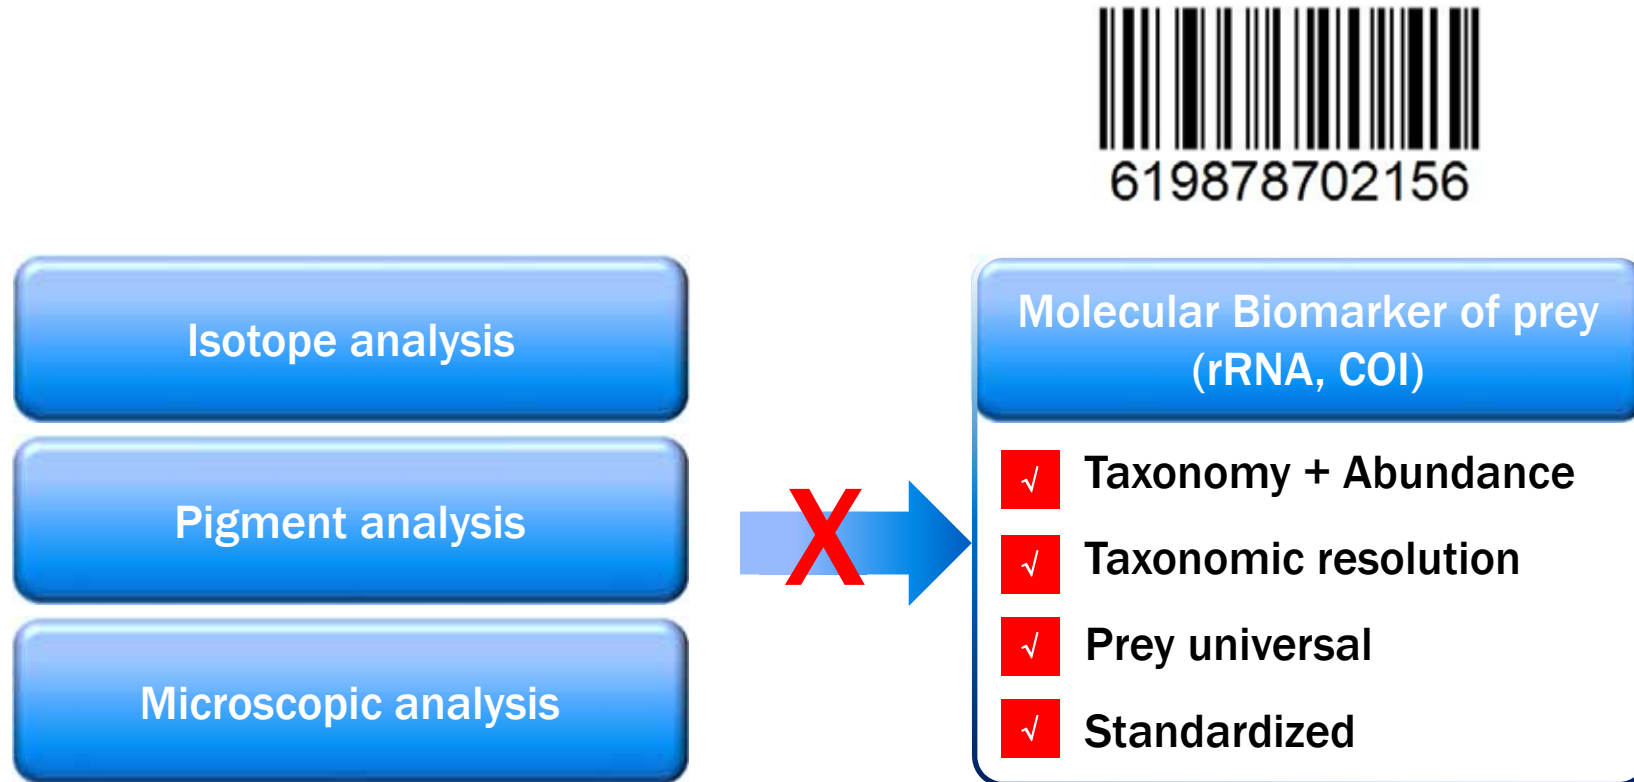 619878702156
Isotope analysis
Pigment analysis
Microscopic analysis
X
Molecular Biomarker of prey
(rRNA, COI)
√ Taxonomy + Abundance
√ Taxonomic resolution
√ Prey universal
√ Standardized